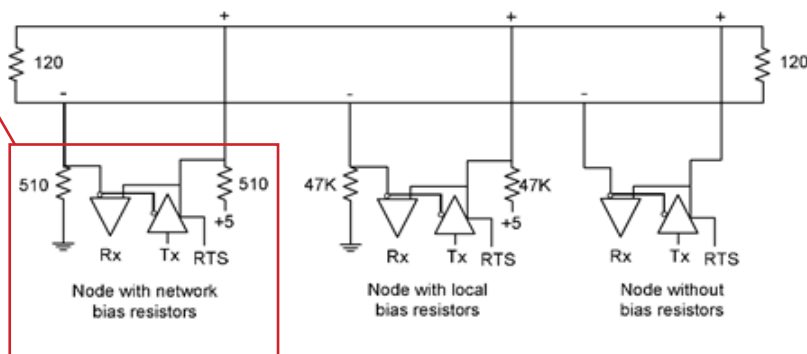 + + +
120 120
- - -
510 510 47K 47K
+5 +5
Rx Tx RTS Rx Tx RTS Rx Tx RTS
Node with network
bias resistors
Node with local
bias resistors
Node without
bias resistors